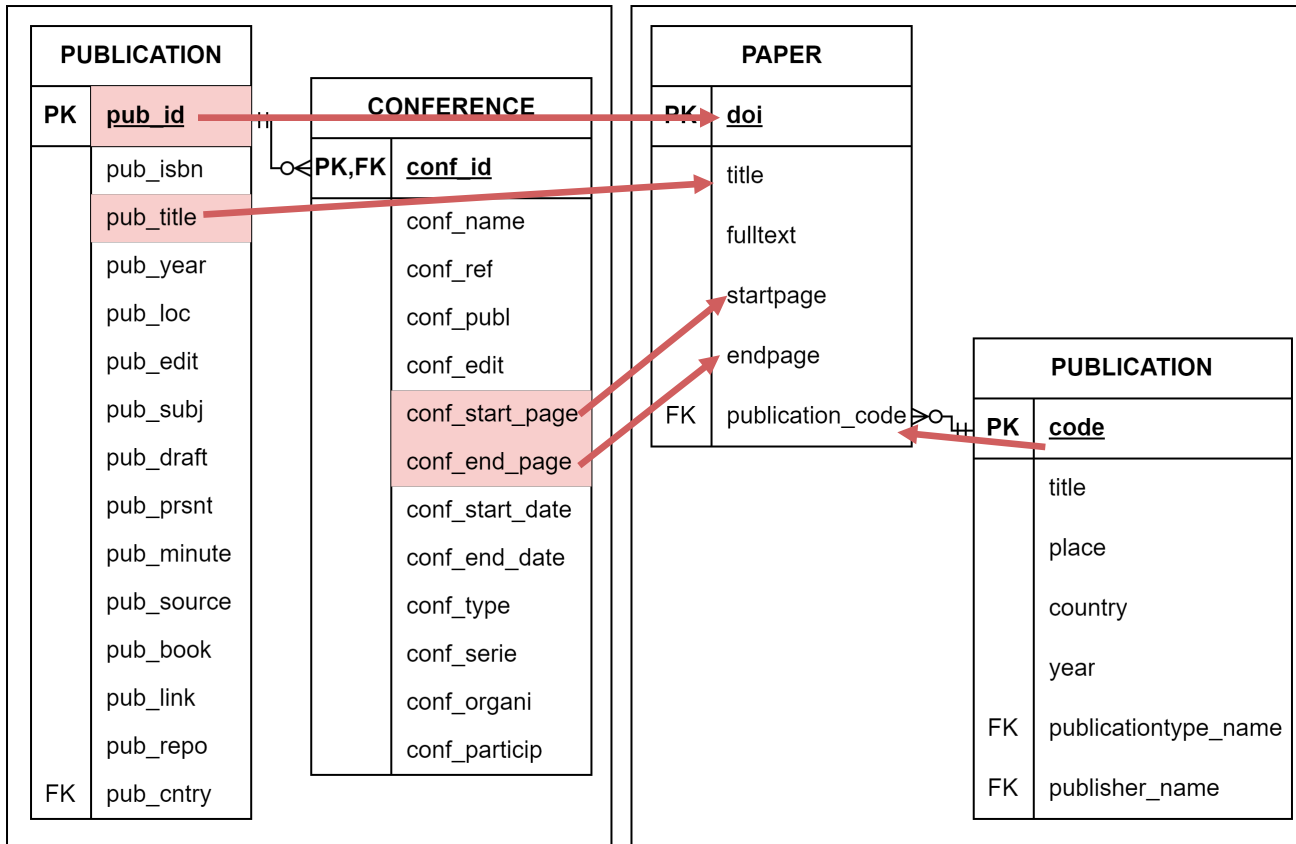 PUBLICATION
PK pub_id
pub_isbn
pub_title
pub_year
pub_loc
pub_edit
pub_subj
pub_draft
pub_prsnt
pub_minute
pub_source
pub_book
pub_link
pub_repo
FK pub_cntry
CONFERENCE
PK,FK conf_id
conf_name
conf_ref
conf_publ
conf_edit
conf_start_page
conf_end_page
conf_start_date
conf_end_date
conf_type
conf_serie
conf_organi
conf_particip
PAPER
PK doi
title
fulltext
startpage
endpage
FK publication_code
PUBLICATION
PK code
title
place
country
year
FK publicationtype_name
FK publisher_name